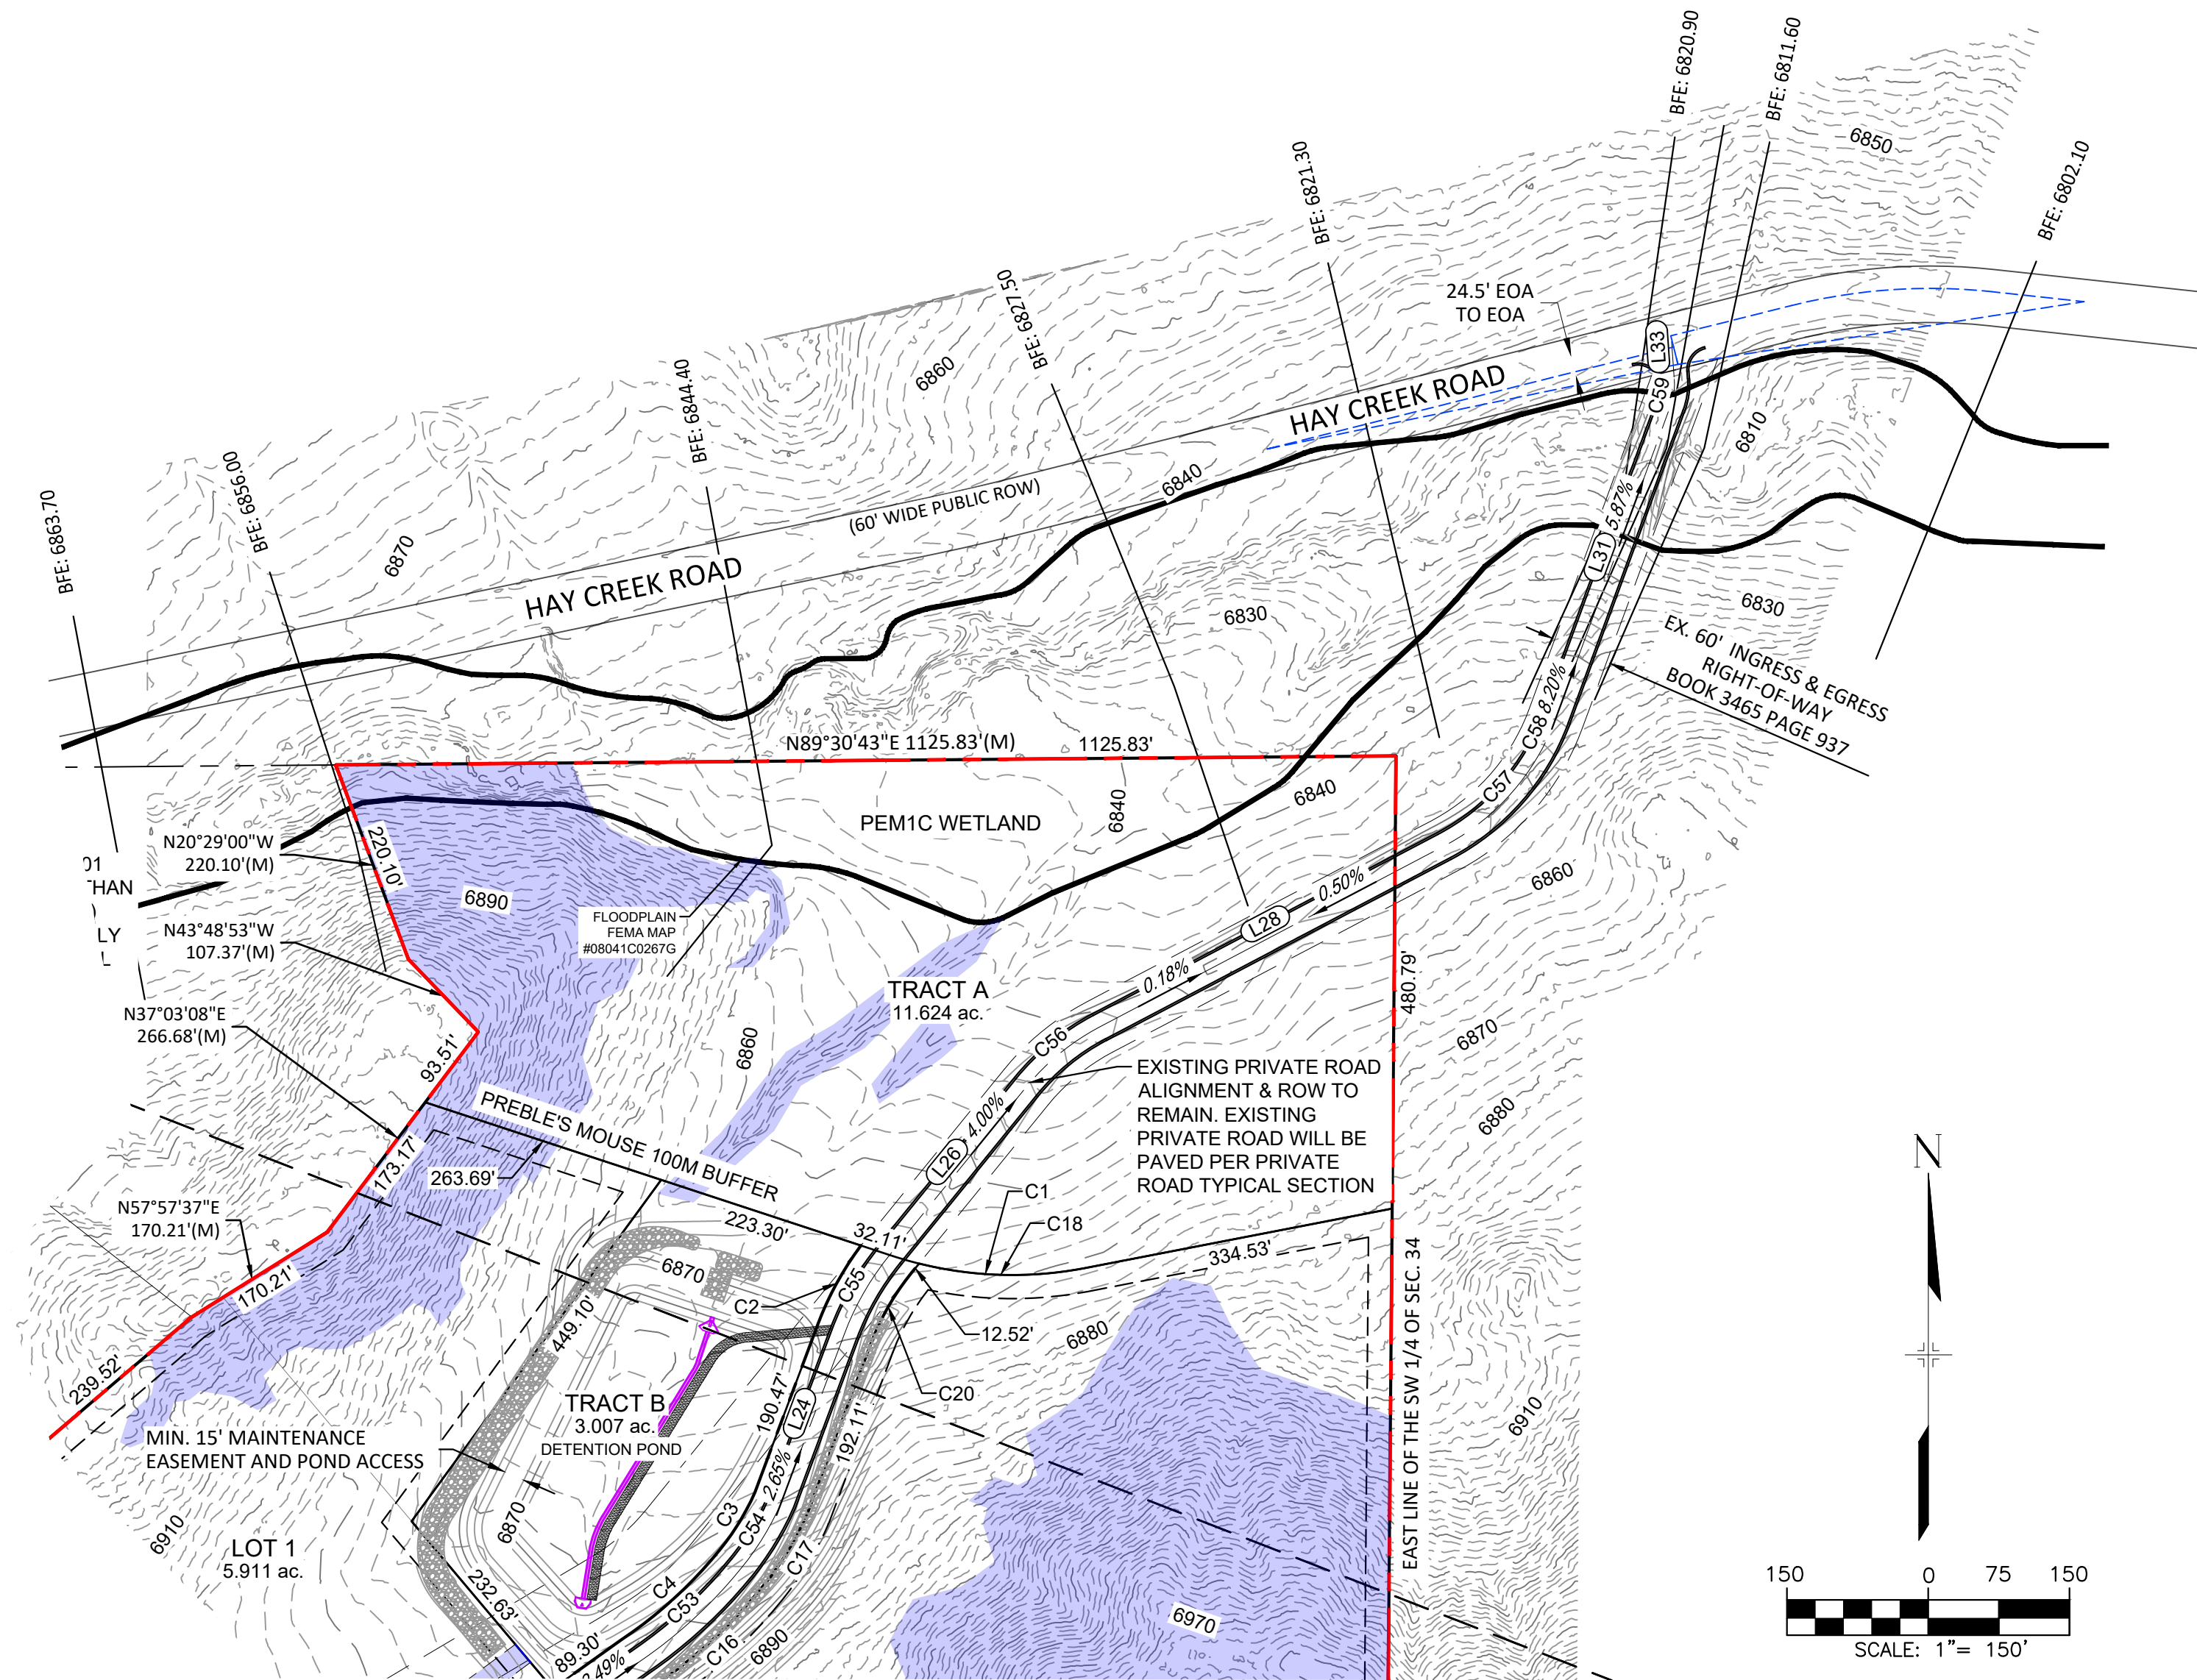 BFE: 6820.90
BFE: 6811.60
6850
BFE: 6802.10
BFE: 6821.30
24.5' EOA
TO EOA
L33
BFE: 6827.50
BFE: 6844.40
6860
HAY CREEK ROAD
C59
6810
BFE: 6856.00
BFE: 6863.70
6870
(60' WIDE PUBLIC ROW)
6840
5.87%
L31
HAY CREEK ROAD
6830
6830
EX. 60' INGRESS & EGRESS
RIGHT-OF-WAY
BOOK 3465 PAGE 937
8.20%
C58
C57
N89°30'43"E 1125.83'(M)
1125.83'
6840
6840
PEM1C WETLAND
N20°29'00"W
220.10'(M)
220.10'
01
THAN
LY
L
6890
6860
0.50%
L28
FLOODPLAIN
FEMA MAP
#08041C0267G
N43°48'53"W
107.37'(M)
0.18%
480.79'
TRACT A
11.624 ac.
N37°03'08"E
266.68'(M)
93.51'
6860
C56
6870
EXISTING PRIVATE ROAD
ALIGNMENT & ROW TO
REMAIN. EXISTING
PRIVATE ROAD WILL BE
PAVED PER PRIVATE
ROAD TYPICAL SECTION
PREBLE'S MOUSE 100M BUFFER
4.00%
L26
6880
N
173.17'
263.69'
C1
C18
N57°57'37"E
170.21'(M)
223.30'
32.11'
334.53'
170.21'
6870
C2
C55
449.10'
12.52'
6880
EAST LINE OF THE SW 1/4 OF SEC. 34
239.52'
C20
TRACT B
3.007 ac.
DETENTION POND
190.47'
L24
192.11'
6910
MIN. 15' MAINTENANCE
EASEMENT AND POND ACCESS
2.65%
6910
6870
C3
C54
LOT 1
5.911 ac.
C17
232.63'
C4
C53
150
0
75
150
6970
C16
6890
89.30'
.49%
SCALE: 1"= 150'